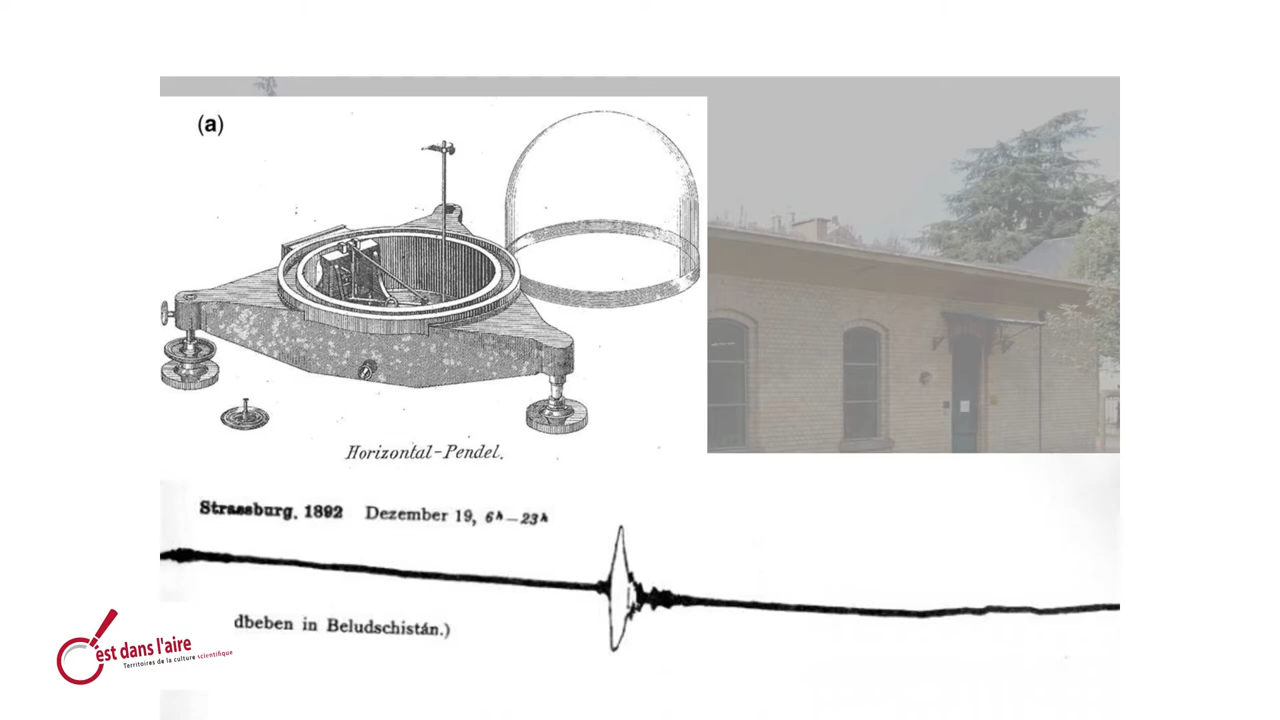 (a)
Horizontal-Pendel.
Strassburg, 1892 Dezember 19, 6h—23h
dbeben in Beludschistán.)
est dans l'aire
Territoires de la culture scientifique